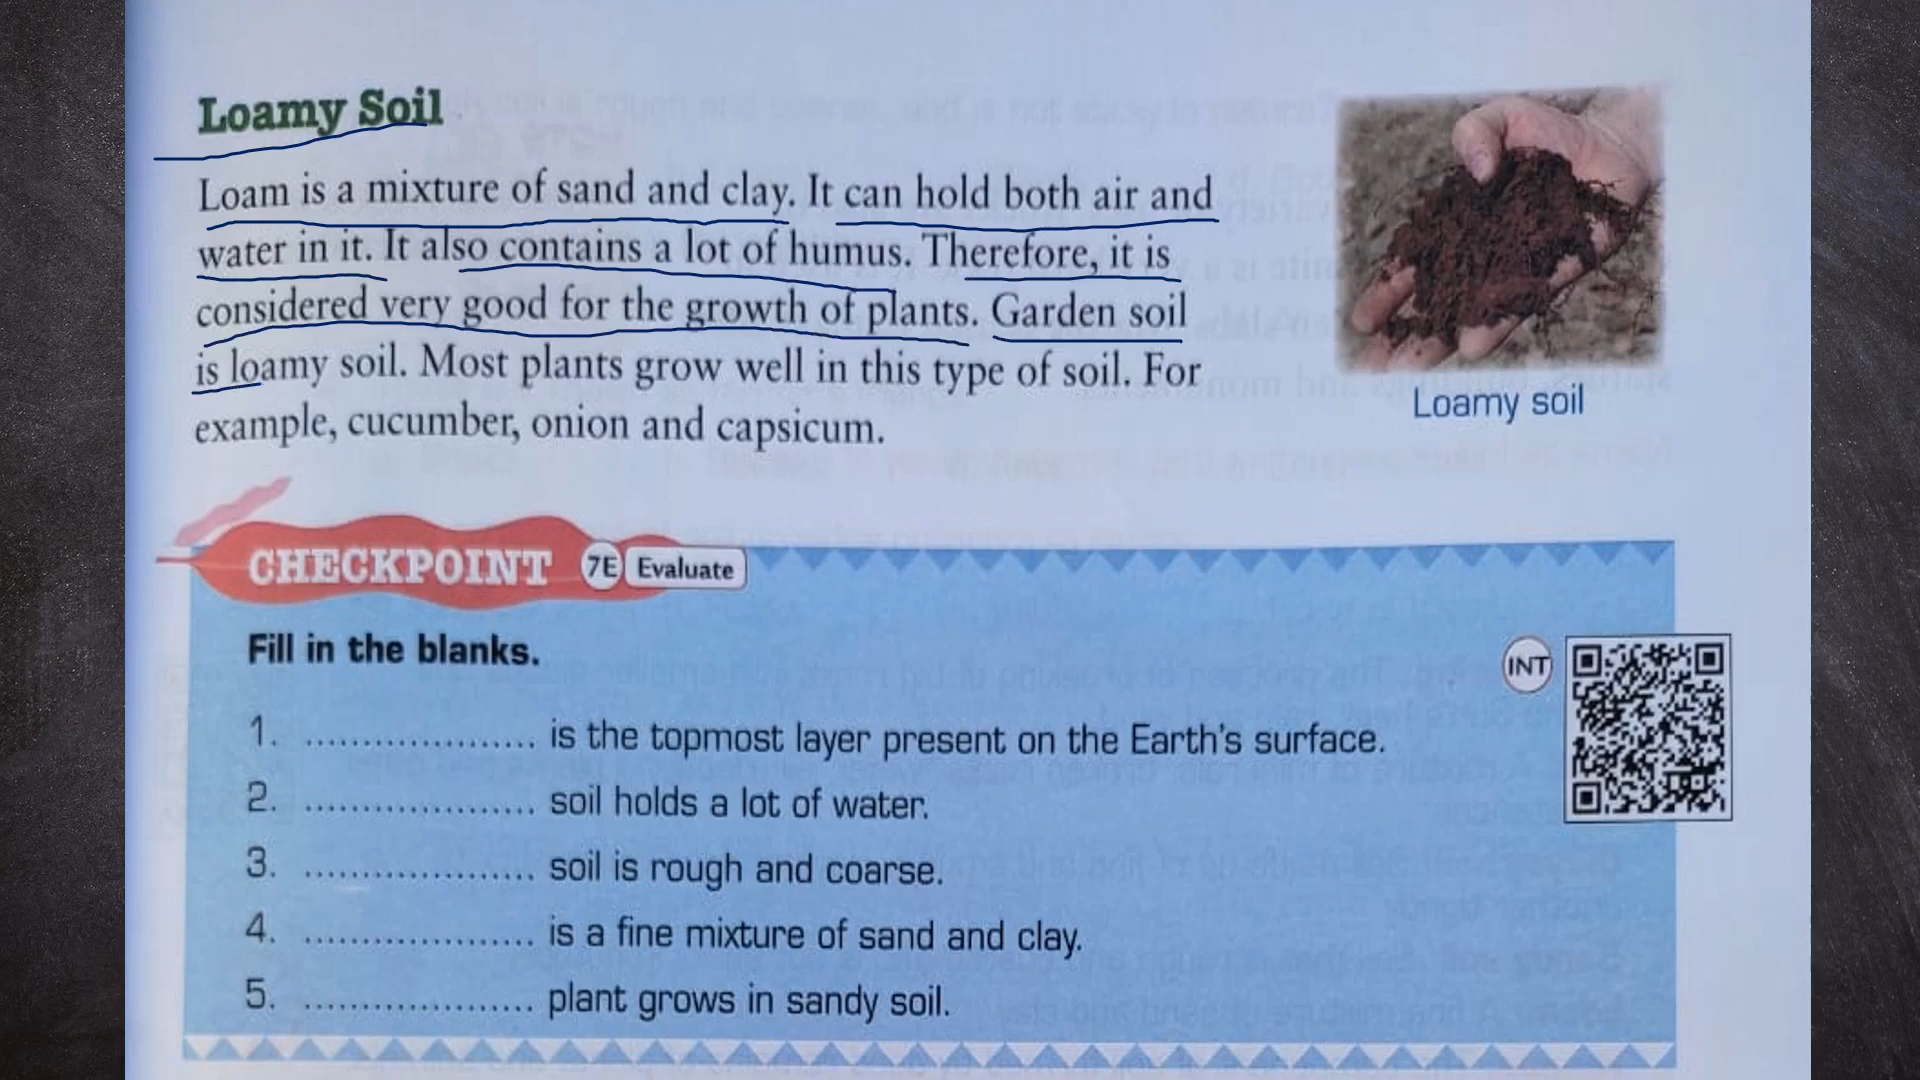 Loamy Soil
Loam is a mixture of sand and clay. It can hold both air and
water in it. It also contains a lot of humus. Therefore, it is
considered very good for the growth of plants. Garden soil
is loamy soil. Most plants grow well in this type of soil. For
example, cucumber, onion and capsicum.
Loamy soil
CHECKPOINT 7E Evaluate
Fill in the blanks.
INT
1. .................... is the topmost layer present on the Earth's surface.
2. .................... soil holds a lot of water.
3. .................... soil is rough and coarse.
4. .................... is a fine mixture of sand and clay.
5. .................... plant grows in sandy soil.